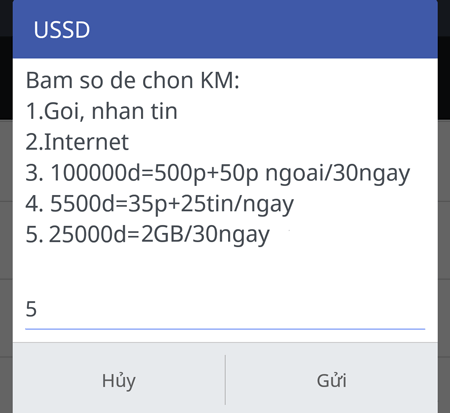 USSD
Bam so de chon KM:
1.Goi, nhan tin
2.Internet
3. 100000d=500p+50p ngoai/30ngay
4. 5500d=35p+25tin/ngay
5. 25000d=2GB/30ngay
5
Hủy
Gửi